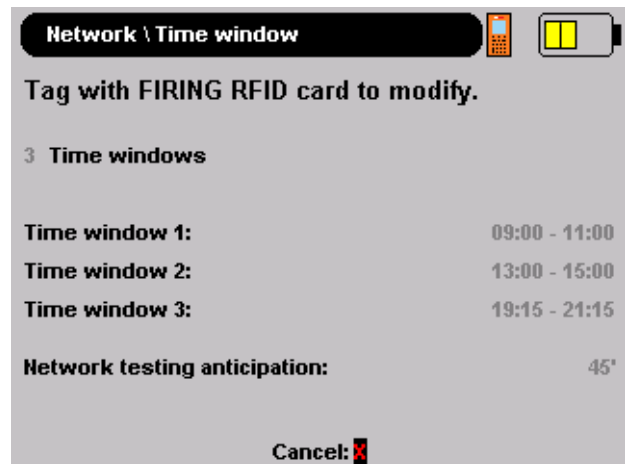 Network \ Time window
Tag with FIRING RFID card to modify.
3 Time windows
Time window 1: 09:00 - 11:00
Time window 2: 13:00 - 15:00
Time window 3: 19:15 - 21:15
Network testing anticipation: 45'
Cancel: X